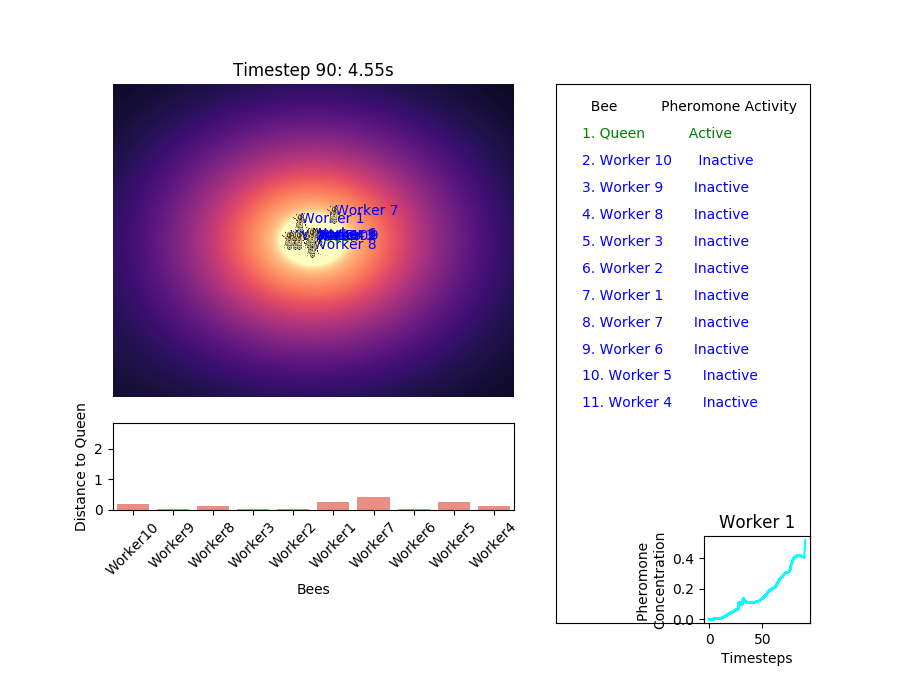 Timestep 90: 4.55s
Worker 7
Worker 1
Worker 8
Distance to Queen
2
1
0
Worker10
Worker9
Worker8
Worker3
Worker2
Worker1
Worker7
Worker6
Worker5
Worker4
Bees
Bee Pheromone Activity
1. Queen Active
2. Worker 10 Inactive
3. Worker 9 Inactive
4. Worker 8 Inactive
5. Worker 3 Inactive
6. Worker 2 Inactive
7. Worker 1 Inactive
8. Worker 7 Inactive
9. Worker 6 Inactive
10. Worker 5 Inactive
11. Worker 4 Inactive
Worker 1
Pheromone
Concentration
0.4
0.2
0.0
0 50
Timesteps